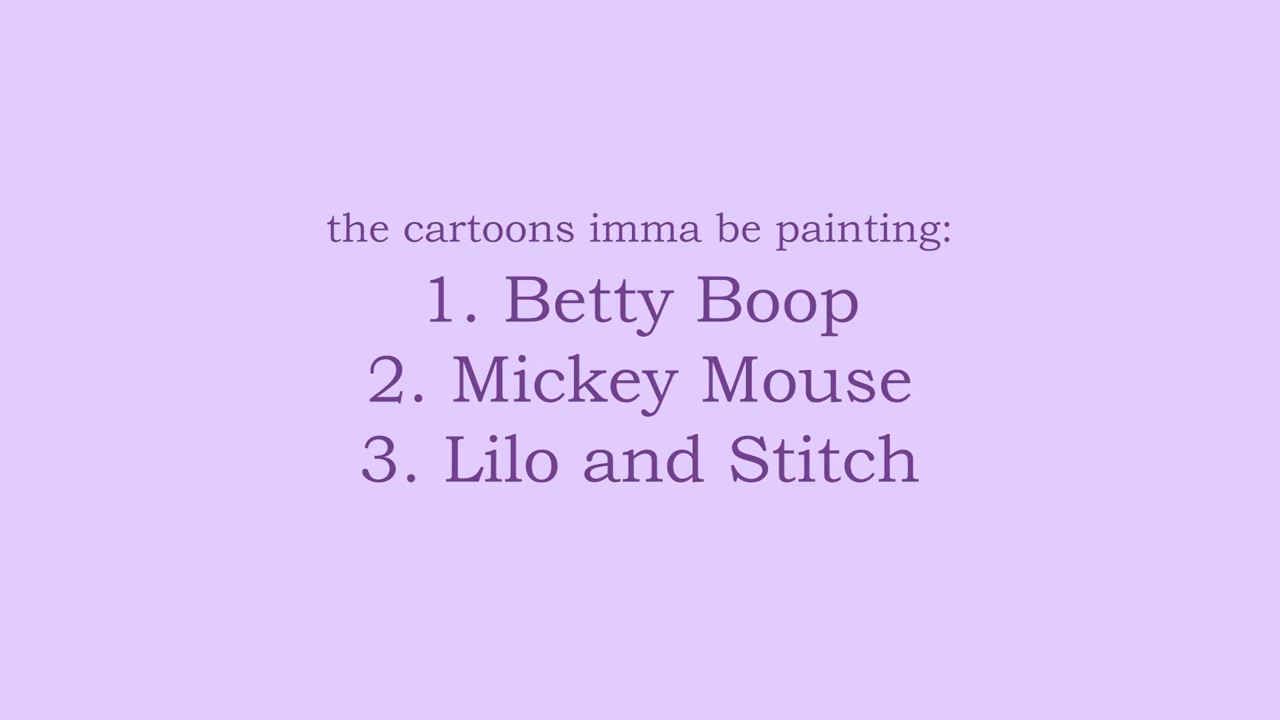 the cartoons imma be painting:
1. Betty Boop
2. Mickey Mouse
3. Lilo and Stitch